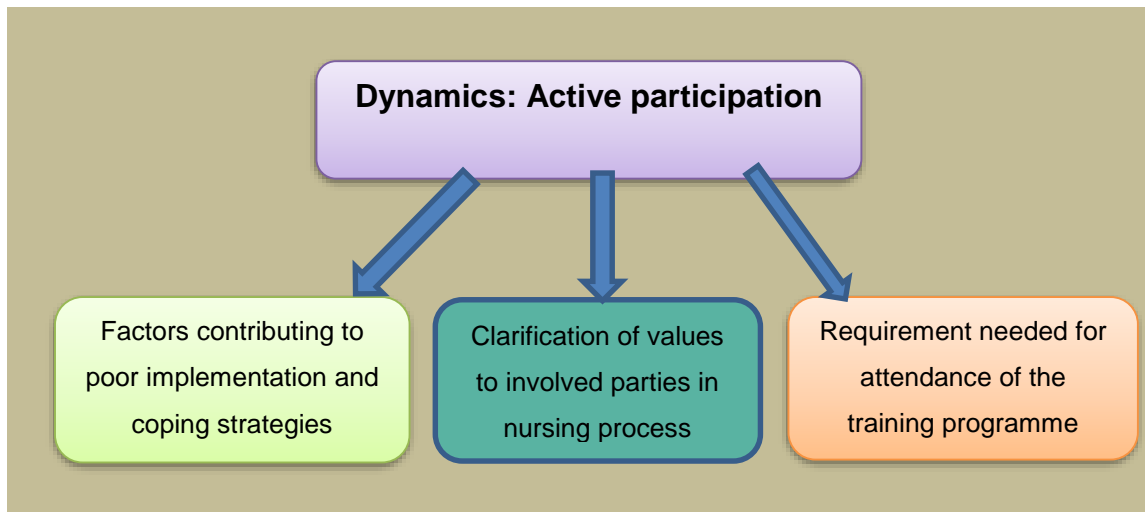 Dynamics: Active participation
Factors contributing to
poor implementation and
coping strategies
Clarification of values
to involved parties in
nursing process
Requirement needed for
attendance of the
training programme